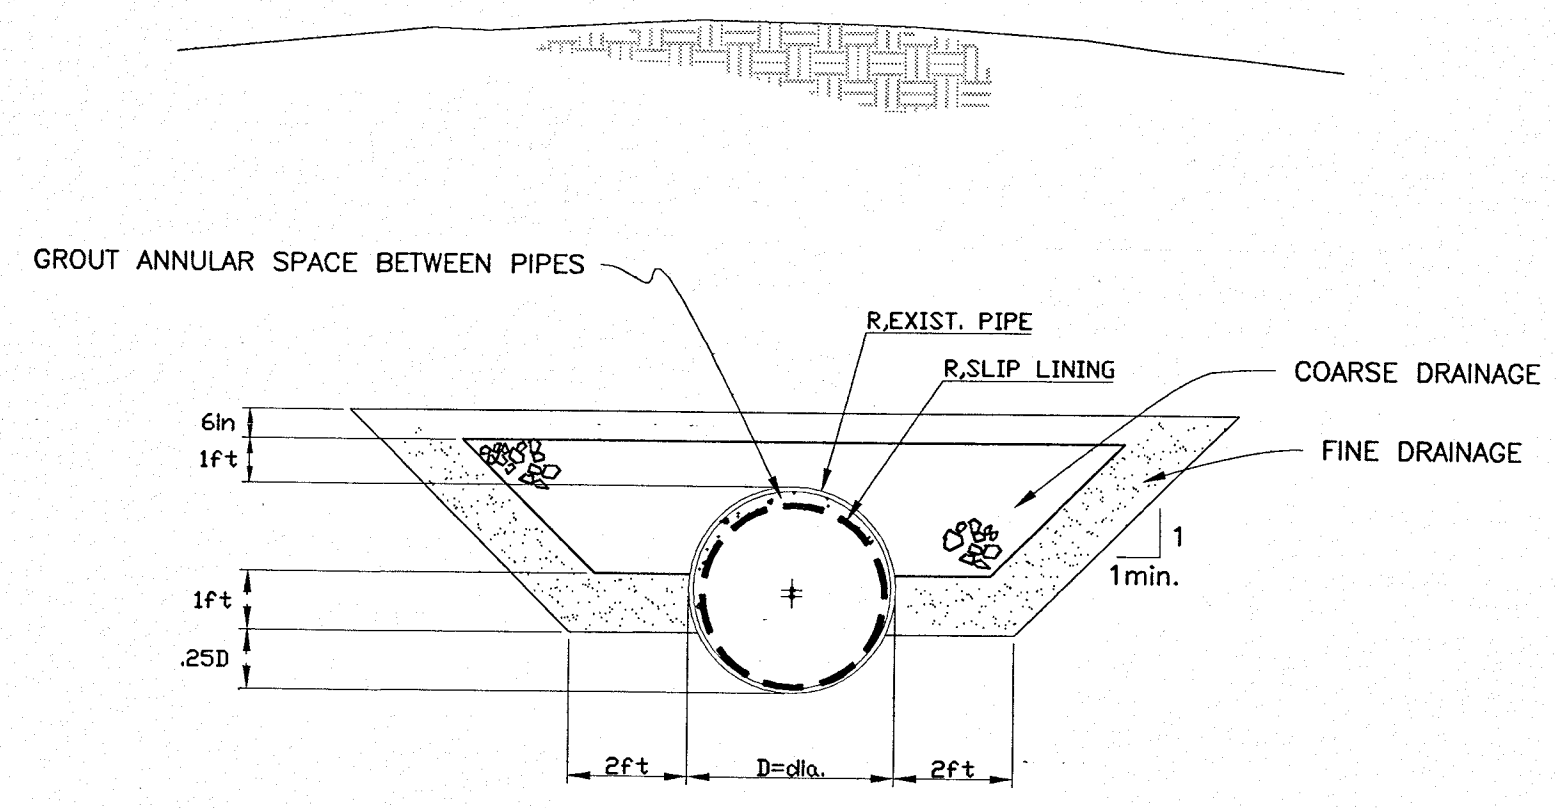 GROUT ANNULAR SPACE BETWEEN PIPES
R,EXIST. PIPE
R,SLIP LINING
COARSE DRAINAGE
6in
1ft
FINE DRAINAGE
1
1min.
1ft
.25D
2ft
D=dia.
2ft